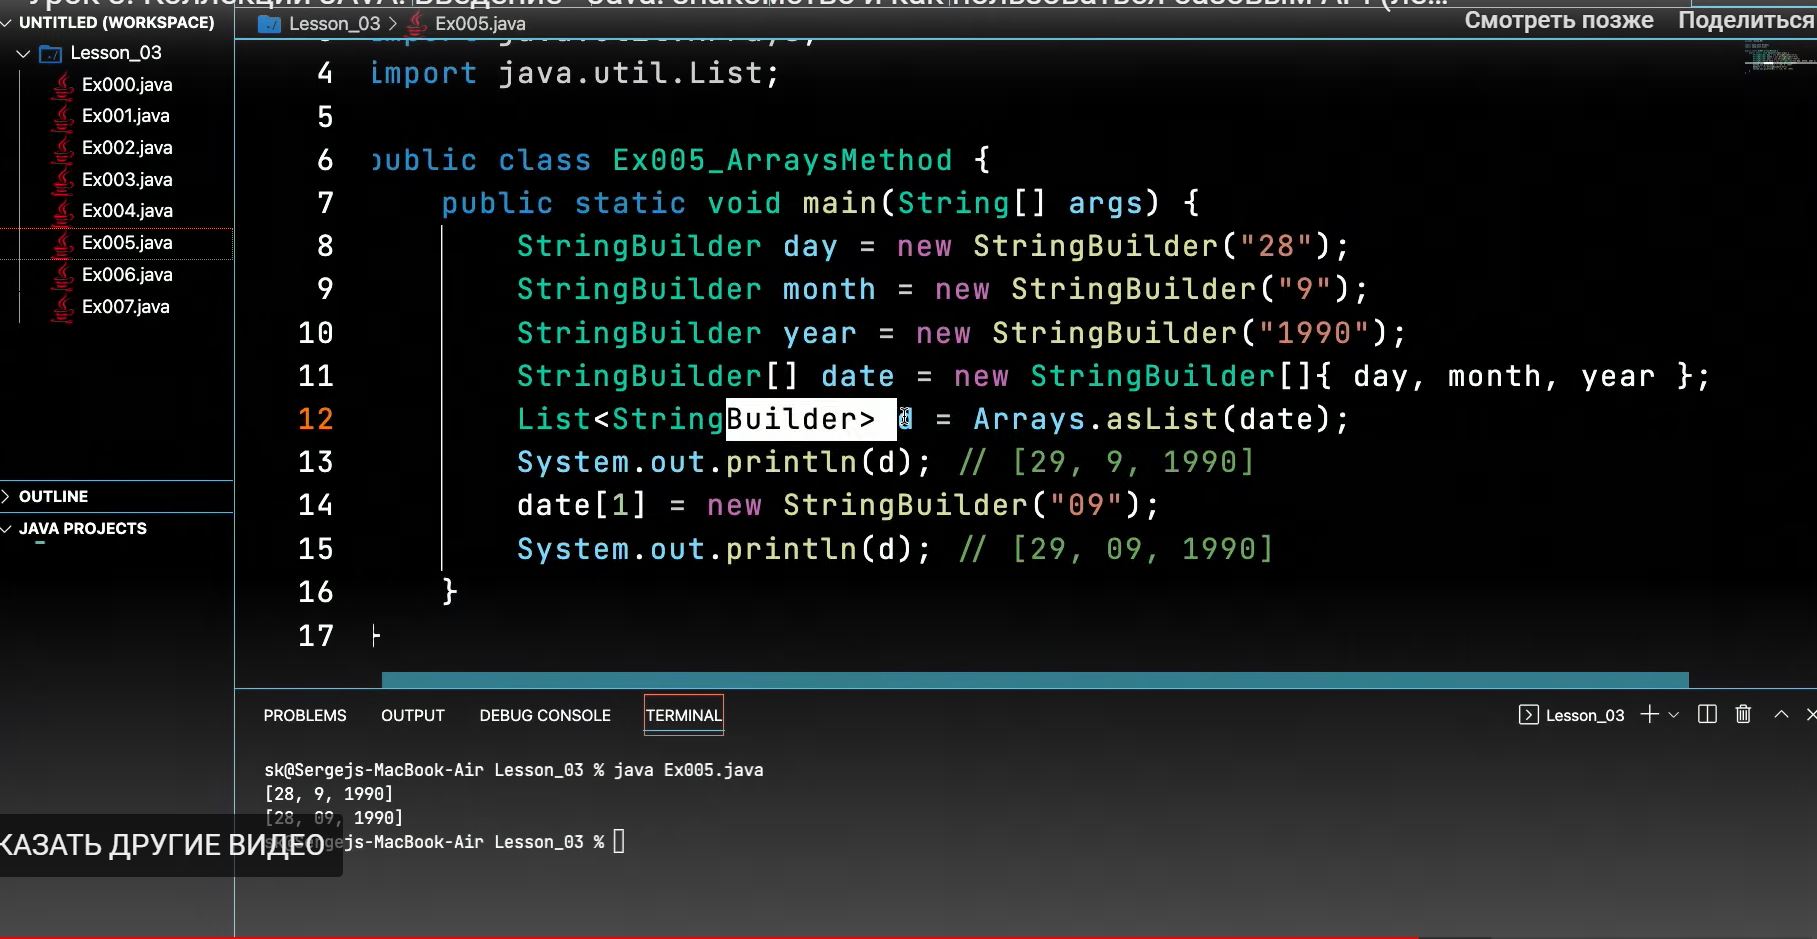 Урок 3. Коллекции JAVA. Введение - Java: знакомство и как пользоваться базовым API (ле...
Смотреть позже Поделиться
UNTITLED (WORKSPACE)
Lesson_03
Ex000.java
Ex001.java
Ex002.java
Ex003.java
Ex004.java
Ex005.java
Ex006.java
Ex007.java
OUTLINE
JAVA PROJECTS
Lesson_03 > Ex005.java
4 import java.util.List;
5
6 public class Ex005_ArraysMethod {
7 public static void main(String[] args) {
8 StringBuilder day = new StringBuilder("28");
9 StringBuilder month = new StringBuilder("9");
10 StringBuilder year = new StringBuilder("1990");
11 StringBuilder[] date = new StringBuilder[]{ day, month, year };
12 List<StringBuilder> d = Arrays.asList(date);
13 System.out.println(d); // [29, 9, 1990]
14 date[1] = new StringBuilder("09");
15 System.out.println(d); // [29, 09, 1990]
16 }
17 }
PROBLEMS OUTPUT DEBUG CONSOLE TERMINAL
Lesson_03
sk@Sergejs-MacBook-Air Lesson_03 % java Ex005.java
[28, 9, 1990]
[28, 09, 1990]
sk@Sergejs-MacBook-Air Lesson_03 %
КАЗАТЬ ДРУГИЕ ВИДЕО